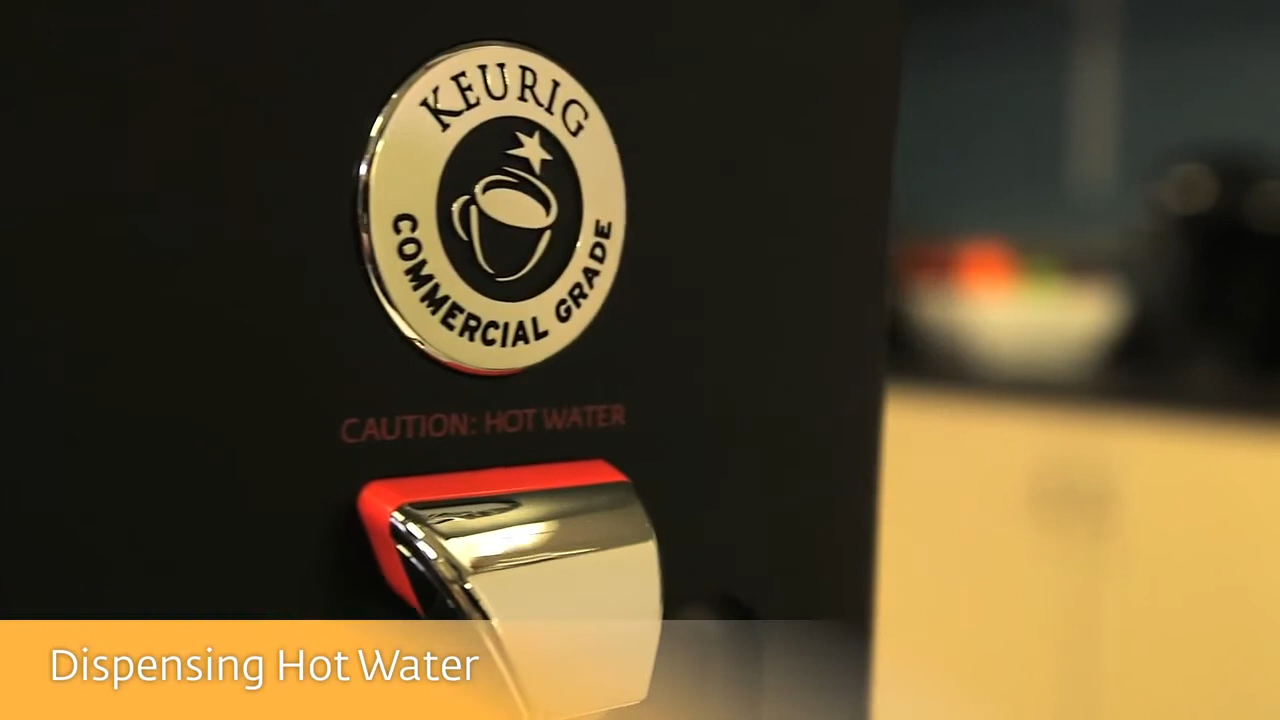 KEURIG
COMMERCIAL GRADE
CAUTION: HOT WATER
Dispensing Hot Water